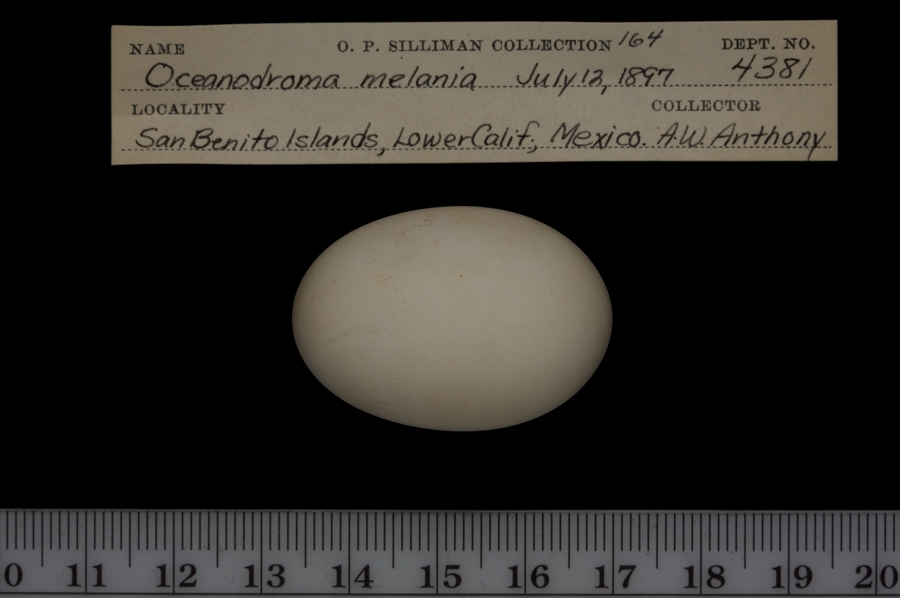 NAME O. P. SILLIMAN COLLECTION 164 DEPT. NO.
Oceanodroma melania July 12, 1897 4381
LOCALITY COLLECTOR
San Benito Islands, Lower Calif., Mexico. A.W. Anthony
0 11 12 13 14 15 16 17 18 19 20